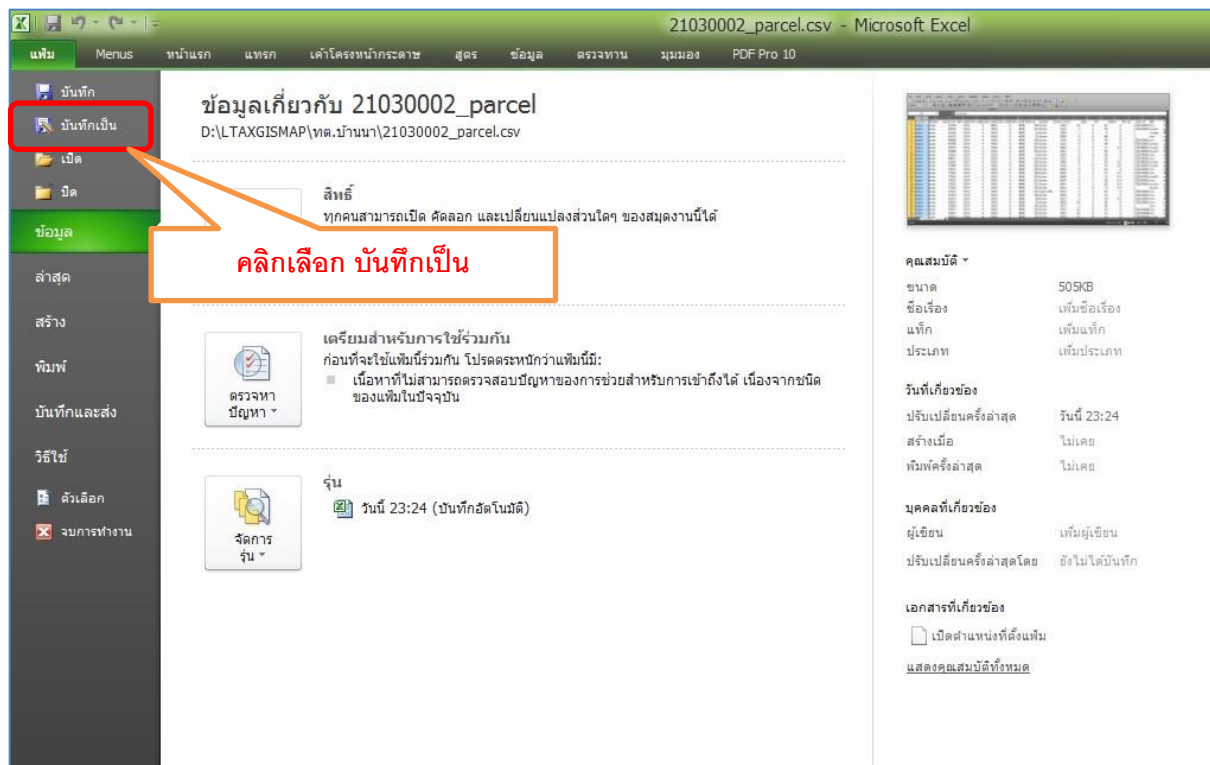 21030002_parcel.csv - Microsoft Excel
แฟ้ม Menus หน้าแรก แทรก เค้าโครงหน้ากระดาษ สูตร ข้อมูล ตรวจทาน มุมมอง PDF Pro 10
บันทึก
บันทึกเป็น
เปิด
ปิด
ข้อมูล
ล่าสุด
สร้าง
พิมพ์
บันทึกและส่ง
วิธีใช้
ตัวเลือก
จบการทำงาน
ข้อมูลเกี่ยวกับ 21030002_parcel
D:\LTAXGISMAP\ทต.บ้านนา\21030002_parcel.csv
สิทธิ์
ทุกคนสามารถเปิด คัดลอก และเปลี่ยนแปลงส่วนใดๆ ของสมุดงานนี้ได้
คลิกเลือก บันทึกเป็น
ตรวจหา
ปัญหา
เตรียมสำหรับการใช้ร่วมกัน
ก่อนที่จะใช้แฟ้มนี้ร่วมกัน โปรดตระหนักว่าแฟ้มนี้มี:
เนื้อหาที่ไม่สามารถตรวจสอบปัญหาของการช่วยสำหรับการเข้าถึงได้ เนื่องจากชนิด
ของแฟ้มในปัจจุบัน
จัดการ
รุ่น
รุ่น
วันนี้ 23:24 (บันทึกอัตโนมัติ)
คุณสมบัติ
ขนาด 505KB
ชื่อเรื่อง เพิ่มชื่อเรื่อง
แท็ก เพิ่มแท็ก
ประเภท เพิ่มประเภท
วันที่เกี่ยวข้อง
ปรับเปลี่ยนครั้งล่าสุด วันนี้ 23:24
สร้างเมื่อ ไม่เคย
พิมพ์ครั้งล่าสุด ไม่เคย
บุคคลที่เกี่ยวข้อง
ผู้เขียน เพิ่มผู้เขียน
ปรับเปลี่ยนครั้งล่าสุดโดย ยังไม่ได้บันทึก
เอกสารที่เกี่ยวข้อง
เปิดตำแหน่งที่ตั้งแฟ้ม
แสดงคุณสมบัติทั้งหมด